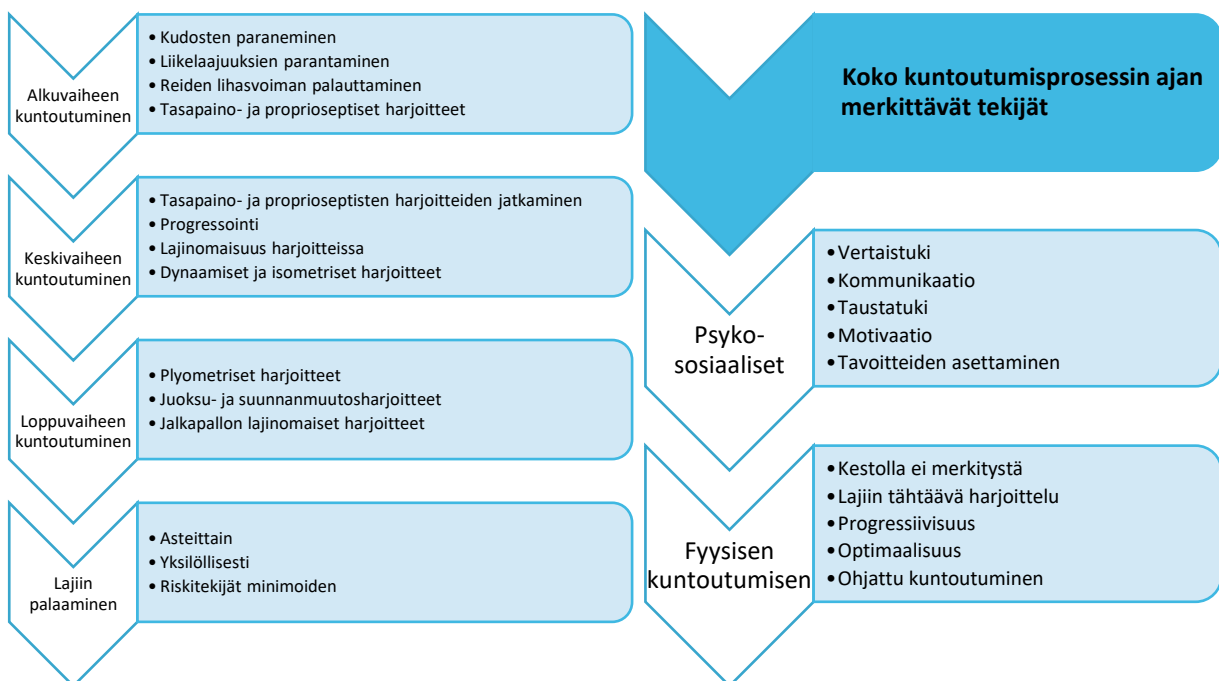 Alkuvaiheen
kuntoutuminen
• Kudosten paraneminen
• Liikelaajuuksien parantaminen
• Reiden lihasvoiman palauttaminen
• Tasapaino- ja proprioseptiset harjoitteet
Keskivaiheen
kuntoutuminen
• Tasapaino- ja proprioseptisten harjoitteiden jatkaminen
• Progressointi
• Lajinomaisuus harjoitteissa
• Dynaamiset ja isometriset harjoitteet
Loppuvaiheen
kuntoutuminen
• Plyometriset harjoitteet
• Juoksu- ja suunnanmuutosharjoitteet
• Jalkapallon lajinomaiset harjoitteet
Lajiin
palaaminen
• Asteittain
• Yksilöllisesti
• Riskitekijät minimoiden
Koko kuntoutumisprosessin ajan
merkittävät tekijät
Psyko-
sosiaaliset
• Vertaistuki
• Kommunikaatio
• Taustatuki
• Motivaatio
• Tavoitteiden asettaminen
Fyysisen
kuntoutumisen
• Kestolla ei merkitystä
• Lajiin tähtäävä harjoittelu
• Progressiivisuus
• Optimaalisuus
• Ohjattu kuntoutuminen